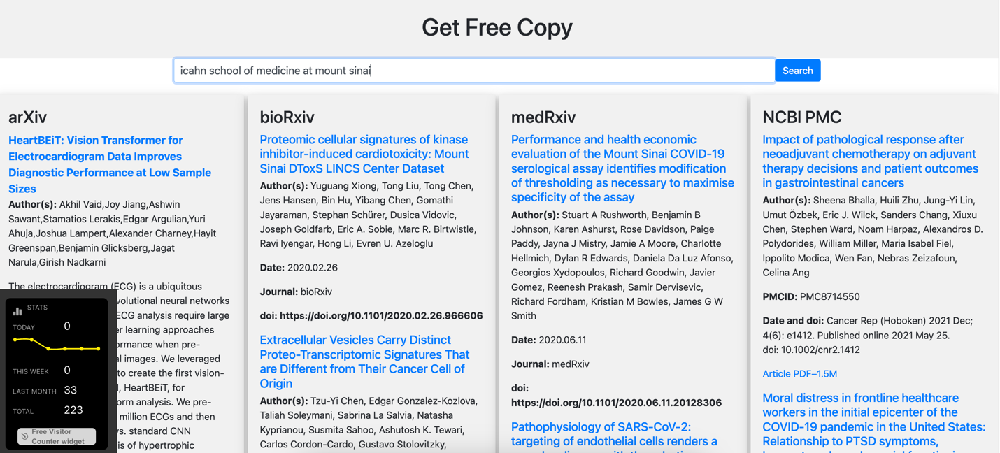 Get Free Copy
icahn school of medicine at mount sinai
Search
arXiv
HeartBEiT: Vision Transformer for
Electrocardiogram Data Improves
Diagnostic Performance at Low Sample
Sizes
Author(s): Akhil Vaid,Joy Jiang,Ashwin
Sawant,Stamatios Lerakis,Edgar Argulian,Yuri
Ahuja,Joshua Lampert,Alexander Charney,Hayit
Greenspan,Benjamin Glicksberg,Jagat
Narula,Girish Nadkarni
The electrocardiogram (ECG) is a ubiquitous
volutional neural networks
ECG analysis require large
er learning approaches
ormance when pre-
al images. We leveraged
to create the first vision-
l, HeartBEiT, for
orm analysis. We pre-
million ECGs and then
vs. standard CNN
sis of hypertrophic
STATS
TODAY 0
THIS WEEK 0
LAST MONTH 33
TOTAL 223
Free Visitor
Counter widget
bioRxiv
Proteomic cellular signatures of kinase
inhibitor-induced cardiotoxicity: Mount
Sinai DToxS LINCS Center Dataset
Author(s): Yuguang Xiong, Tong Liu, Tong Chen,
Jens Hansen, Bin Hu, Yibang Chen, Gomathi
Jayaraman, Stephan Schürer, Dusica Vidovic,
Joseph Goldfarb, Eric A. Sobie, Marc R. Birtwistle,
Ravi Iyengar, Hong Li, Evren U. Azeloglu
Date: 2020.02.26
Journal: bioRxiv
doi: https://doi.org/10.1101/2020.02.26.966606
Extracellular Vesicles Carry Distinct
Proteo-Transcriptomic Signatures That
are Different from Their Cancer Cell of
Origin
Author(s): Tzu-Yi Chen, Edgar Gonzalez-Kozlova,
Taliah Soleymani, Sabrina La Salvia, Natasha
Kyprianou, Susmita Sahoo, Ashutosh K. Tewari,
Carlos Cordon-Cardo, Gustavo Stolovitzky,
medRxiv
Performance and health economic
evaluation of the Mount Sinai COVID-19
serological assay identifies modification
of thresholding as necessary to maximise
specificity of the assay
Author(s): Stuart A Rushworth, Benjamin B
Johnson, Karen Ashurst, Rose Davidson, Paige
Paddy, Jayna J Mistry, Jamie A Moore, Charlotte
Hellmich, Dylan R Edwards, Daniela Da Luz Afonso,
Georgios Xydopoulos, Richard Goodwin, Javier
Gomez, Reenesh Prakash, Samir Dervisevic,
Richard Fordham, Kristian M Bowles, James G W
Smith
Date: 2020.06.11
Journal: medRxiv
doi:
https://doi.org/10.1101/2020.06.11.20128306
Pathophysiology of SARS-CoV-2:
targeting of endothelial cells renders a
NCBI PMC
Impact of pathological response after
neoadjuvant chemotherapy on adjuvant
therapy decisions and patient outcomes
in gastrointestinal cancers
Author(s): Sheena Bhalla, Huili Zhu, Jung-Yi Lin,
Umut Özbek, Eric J. Wilck, Sanders Chang, Xiuxu
Chen, Stephen Ward, Noam Harpaz, Alexandros D.
Polydorides, William Miller, Maria Isabel Fiel,
Ippolito Modica, Wen Fan, Nebras Zeizafoun,
Celina Ang
PMCID: PMC8714550
Date and doi: Cancer Rep (Hoboken) 2021 Dec;
4(6): e1412. Published online 2021 May 25.
doi: 10.1002/cnr2.1412
Article PDF–1.5M
Moral distress in frontline healthcare
workers in the initial epicenter of the
COVID-19 pandemic in the United States:
Relationship to PTSD symptoms,